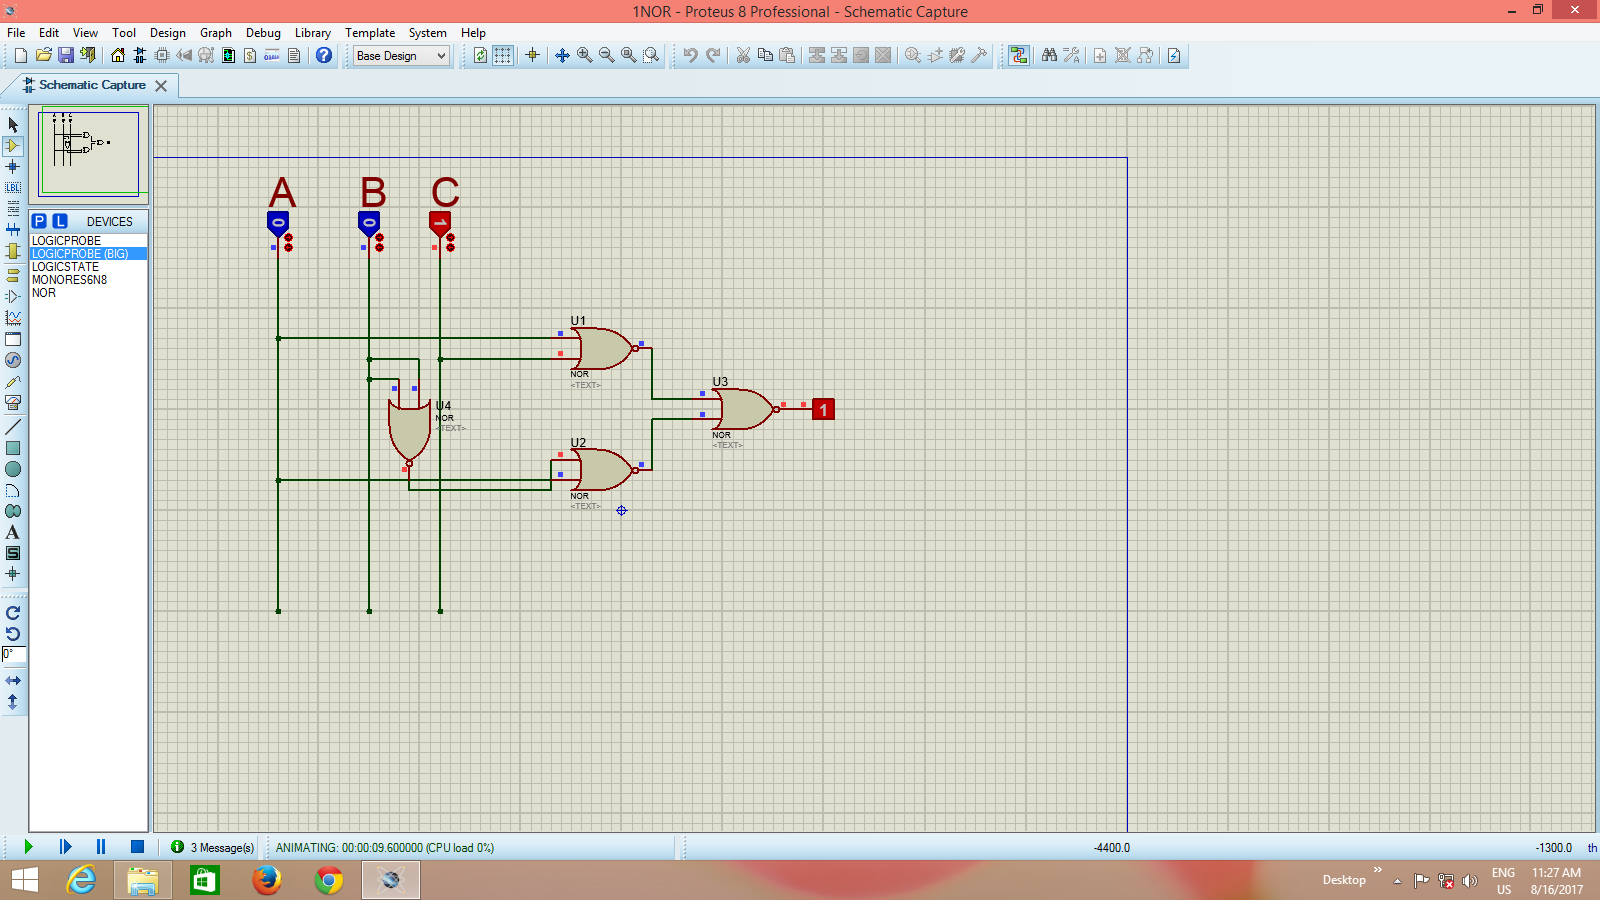 1NOR - Proteus 8 Professional - Schematic Capture
File Edit View Tool Design Graph Debug Library Template System Help
Base Design
Schematic Capture
P L DEVICES
LOGICPROBE
LOGICPROBE (BIG)
LOGICSTATE
MONORES6N8
NOR
LBL
A
S
0°
A B C
0 0 1
U1
NOR
<TEXT>
U4
NOR
<TEXT>
U3
NOR
<TEXT>
1
U2
NOR
<TEXT>
3 Message(s) ANIMATING: 00:00:09.600000 (CPU load 0%) -4400.0 -1300.0 th
Desktop » ENG 11:27 AM
US 8/16/2017